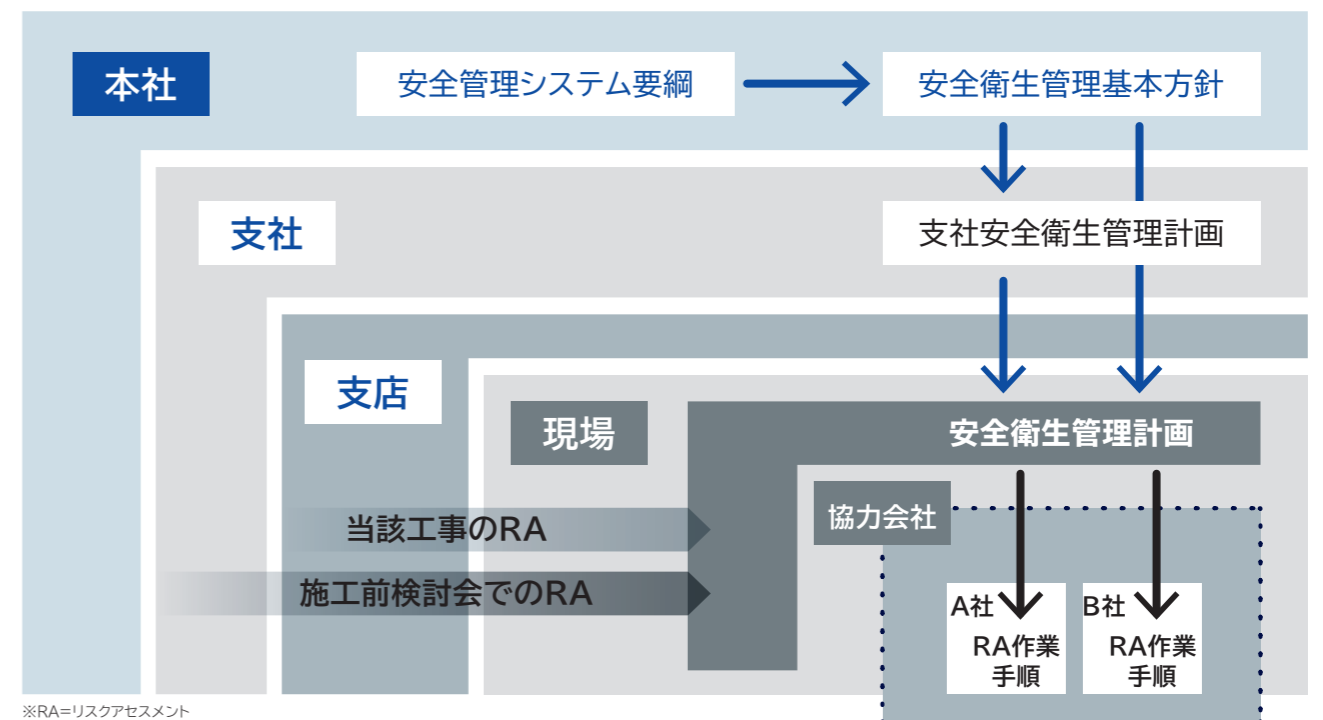 本社
安全管理システム要綱
安全衛生管理基本方針
支社
支社安全衛生管理計画
支店
現場
安全衛生管理計画
協力会社
当該工事のRA
施工前検討会でのRA
A社
RA作業
手順
B社
RA作業
手順
※RA=リスクアセスメント